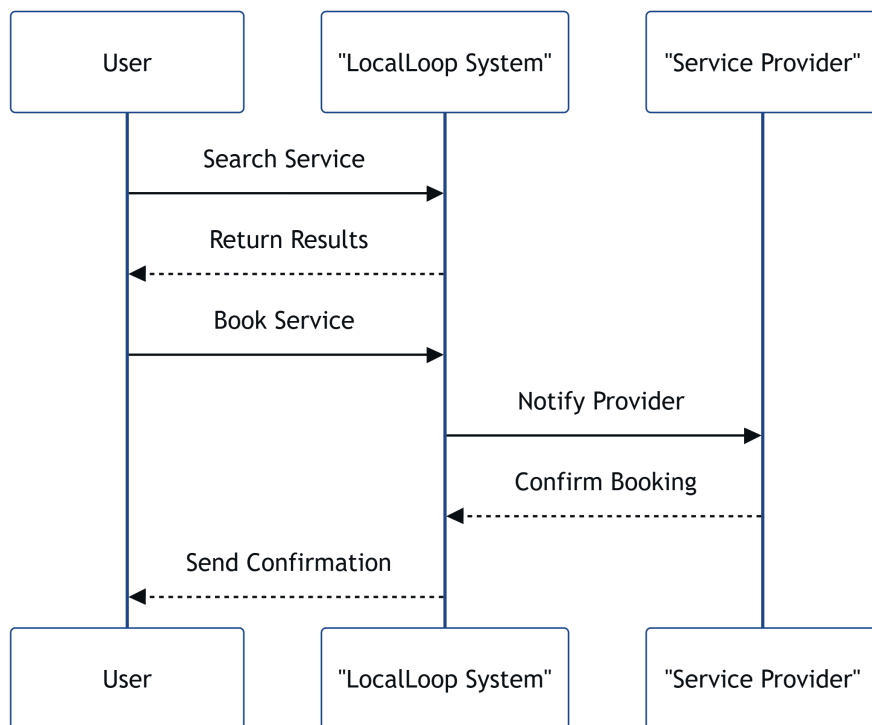 User
"LocalLoop System"
"Service Provider"
Search Service
Return Results
Book Service
Notify Provider
Confirm Booking
Send Confirmation
User
"LocalLoop System"
"Service Provider"